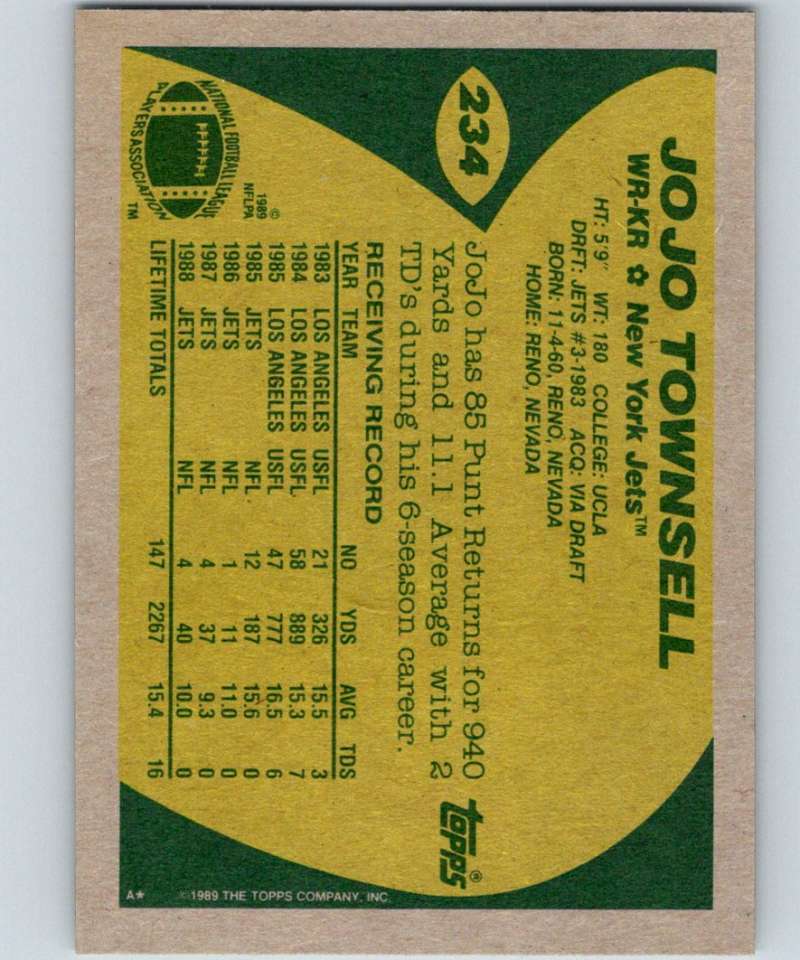 234
JOJO TOWNSELL
WR-KR ✿ New York Jets™
HT: 5'9" WT: 180 COLLEGE: UCLA
DRFT: JETS #3-1983 ACQ: VIA DRAFT
BORN: 11-4-60, RENO, NEVADA
HOME: RENO, NEVADA
JoJo has 85 Punt Returns for 940
Yards and 11.1 Average with 2
TD's during his 6-season career.
topps®
RECEIVING RECORD
YEAR TEAM NO YDS AVG TDS
1983 LOS ANGELES USFL 21 326 15.5 3
1984 LOS ANGELES USFL 58 889 15.3 7
1985 LOS ANGELES USFL 47 777 16.5 6
1985 JETS NFL 12 187 15.6 0
1986 JETS NFL 1 11 11.0 0
1987 JETS NFL 4 37 9.3 0
1988 JETS NFL 4 40 10.0 0
LIFETIME TOTALS 147 2267 15.4 16
NATIONAL FOOTBALL LEAGUE
PLAYERS ASSOCIATION
™
©
1989
NFLPA
A* ©1989 THE TOPPS COMPANY, INC.